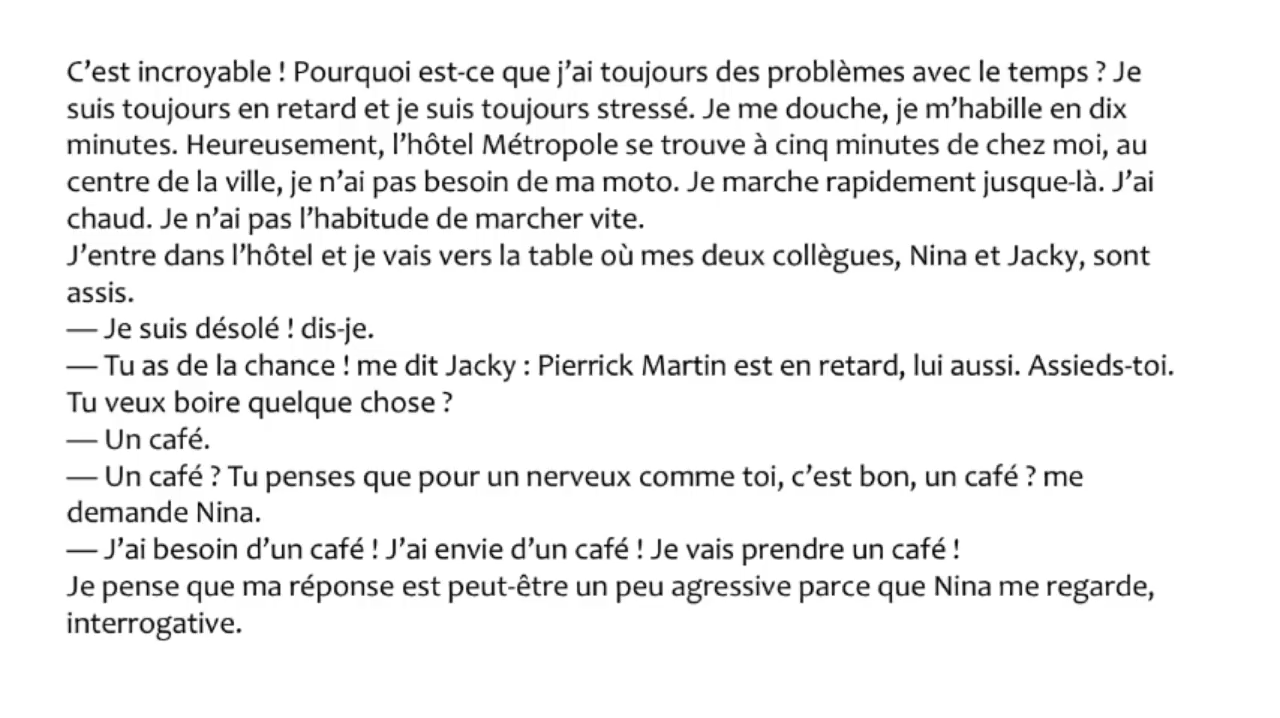 C’est incroyable ! Pourquoi est-ce que j’ai toujours des problèmes avec le temps ? Je
suis toujours en retard et je suis toujours stressé. Je me douche, je m’habille en dix
minutes. Heureusement, l’hôtel Métropole se trouve à cinq minutes de chez moi, au
centre de la ville, je n’ai pas besoin de ma moto. Je marche rapidement jusque-là. J’ai
chaud. Je n’ai pas l’habitude de marcher vite.
J’entre dans l’hôtel et je vais vers la table où mes deux collègues, Nina et Jacky, sont
assis.
— Je suis désolé ! dis-je.
— Tu as de la chance ! me dit Jacky : Pierrick Martin est en retard, lui aussi. Assieds-toi.
Tu veux boire quelque chose ?
— Un café.
— Un café ? Tu penses que pour un nerveux comme toi, c’est bon, un café ? me
demande Nina.
— J’ai besoin d’un café ! J’ai envie d’un café ! Je vais prendre un café !
Je pense que ma réponse est peut-être un peu agressive parce que Nina me regarde,
interrogative.